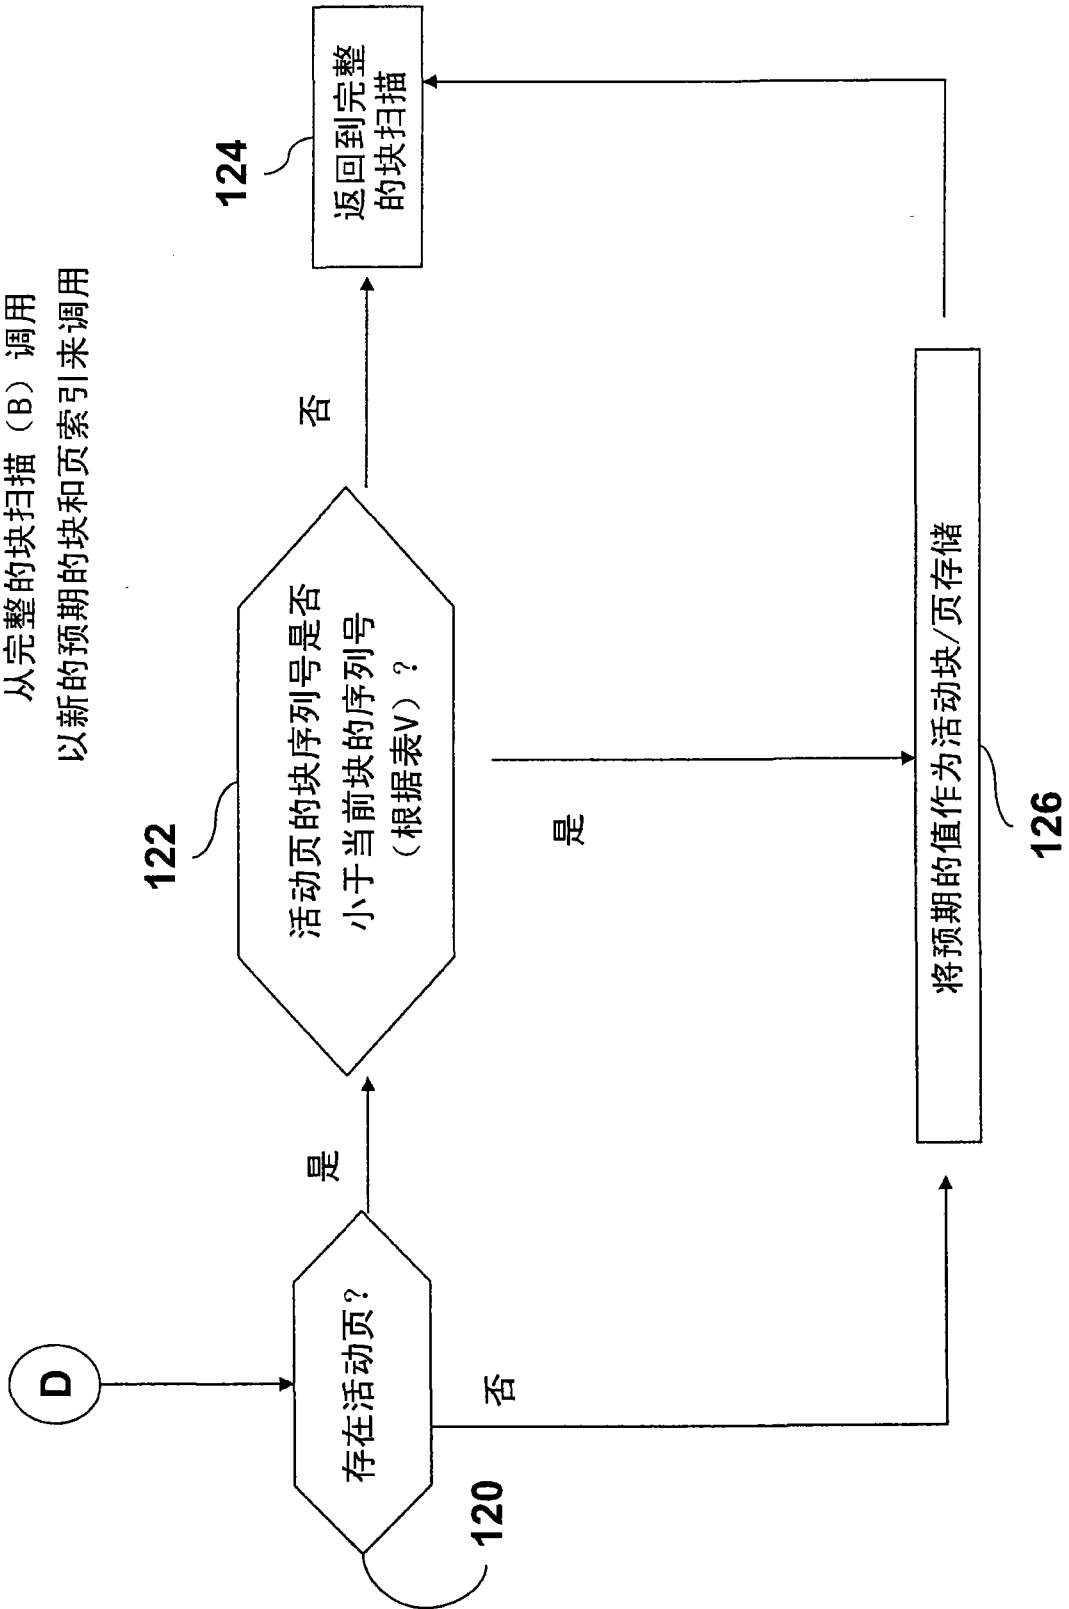 从完整的块扫描（B）调用
以新的预期的块和页索引来调用
D
存在活动页？
120
是
否
122
活动页的块序列号是否
小于当前块的序列号
（根据表V）？
否
是
124
返回到完整
的块扫描
将预期的值作为活动块/页存储
126